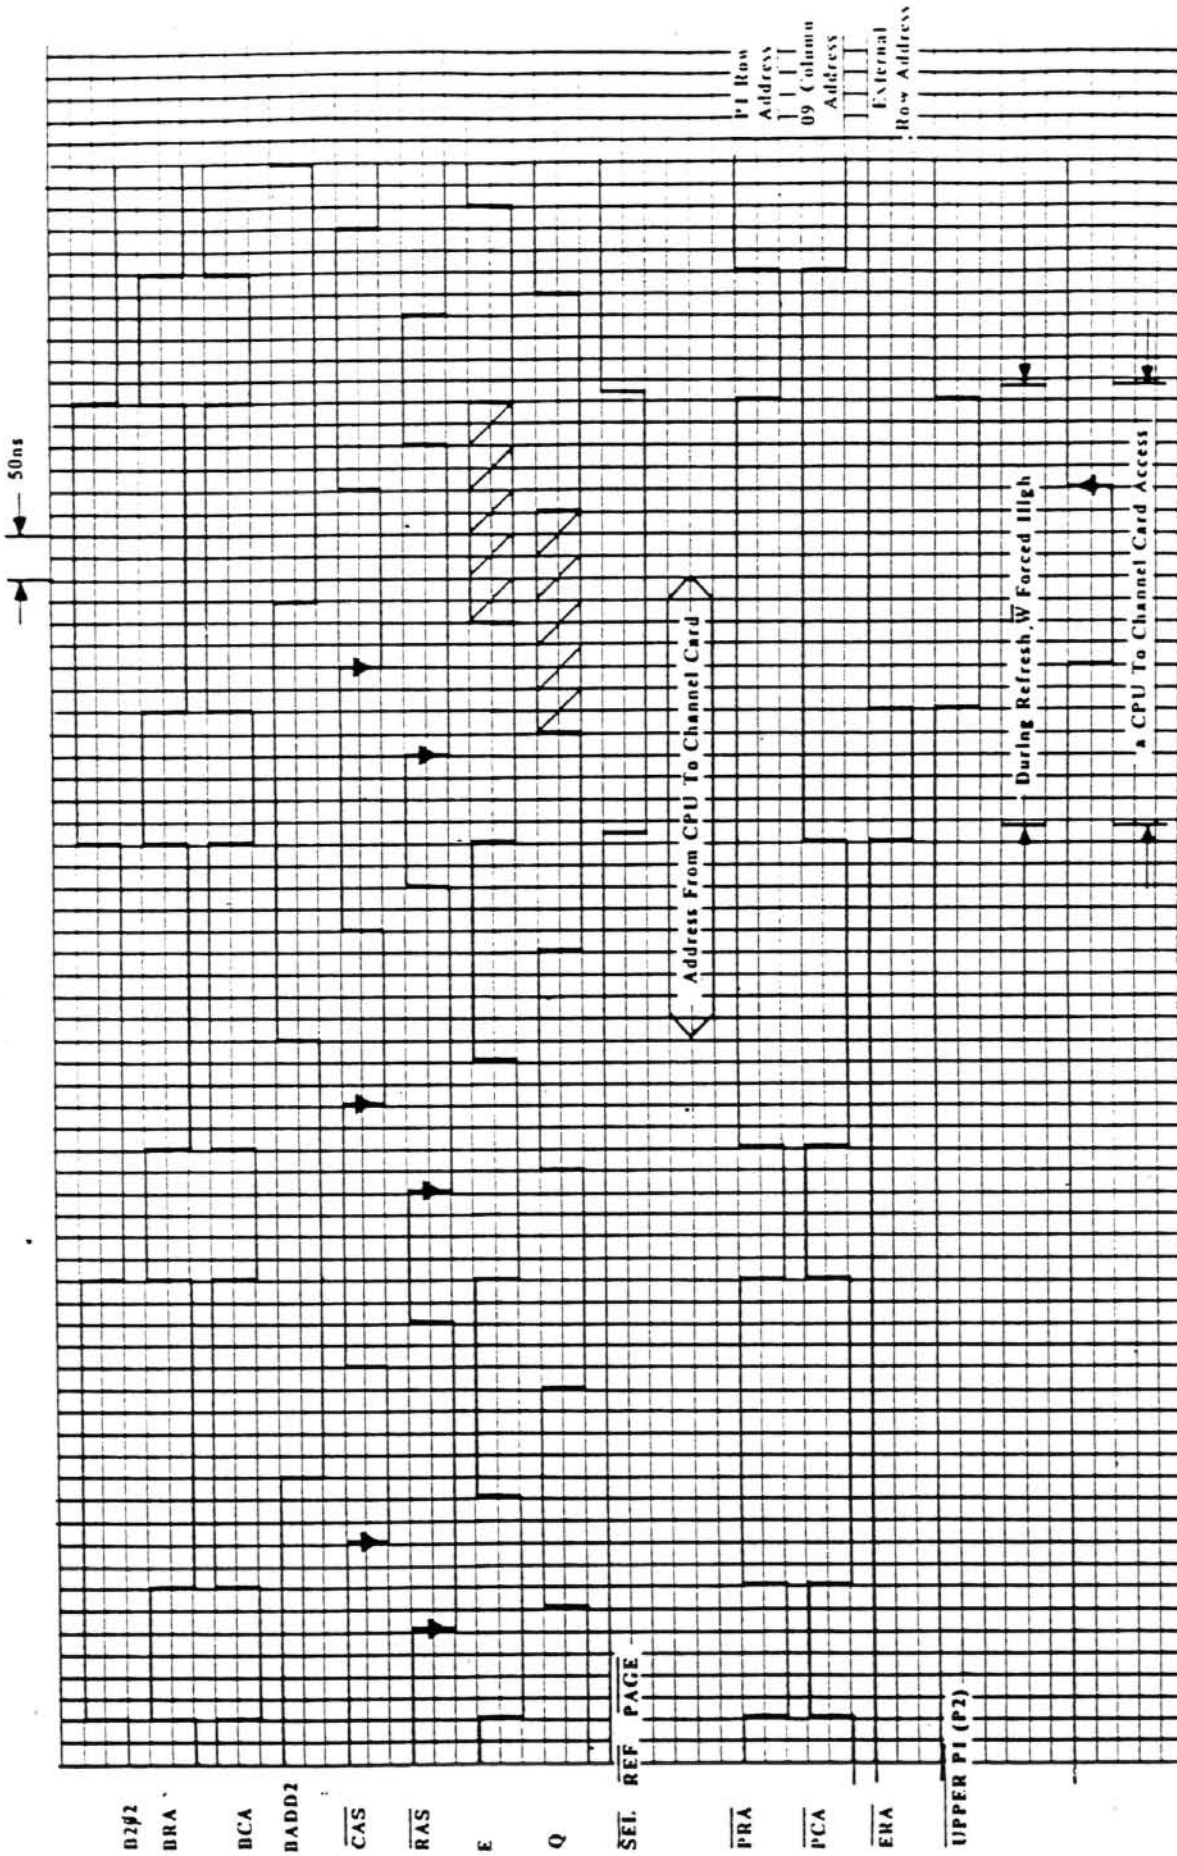 50ns
B2ø2
BRA
BCA
BADD2
CAS
RAS
E
Q
SEL REF PAGE
Address From CPU To Channel Card
PRA
PCA
ERA
UPPER P1 (P2)
P1 Row
Address
09 Column
Address
External
Row Address
During Refresh, W Forced High
a CPU To Channel Card Access